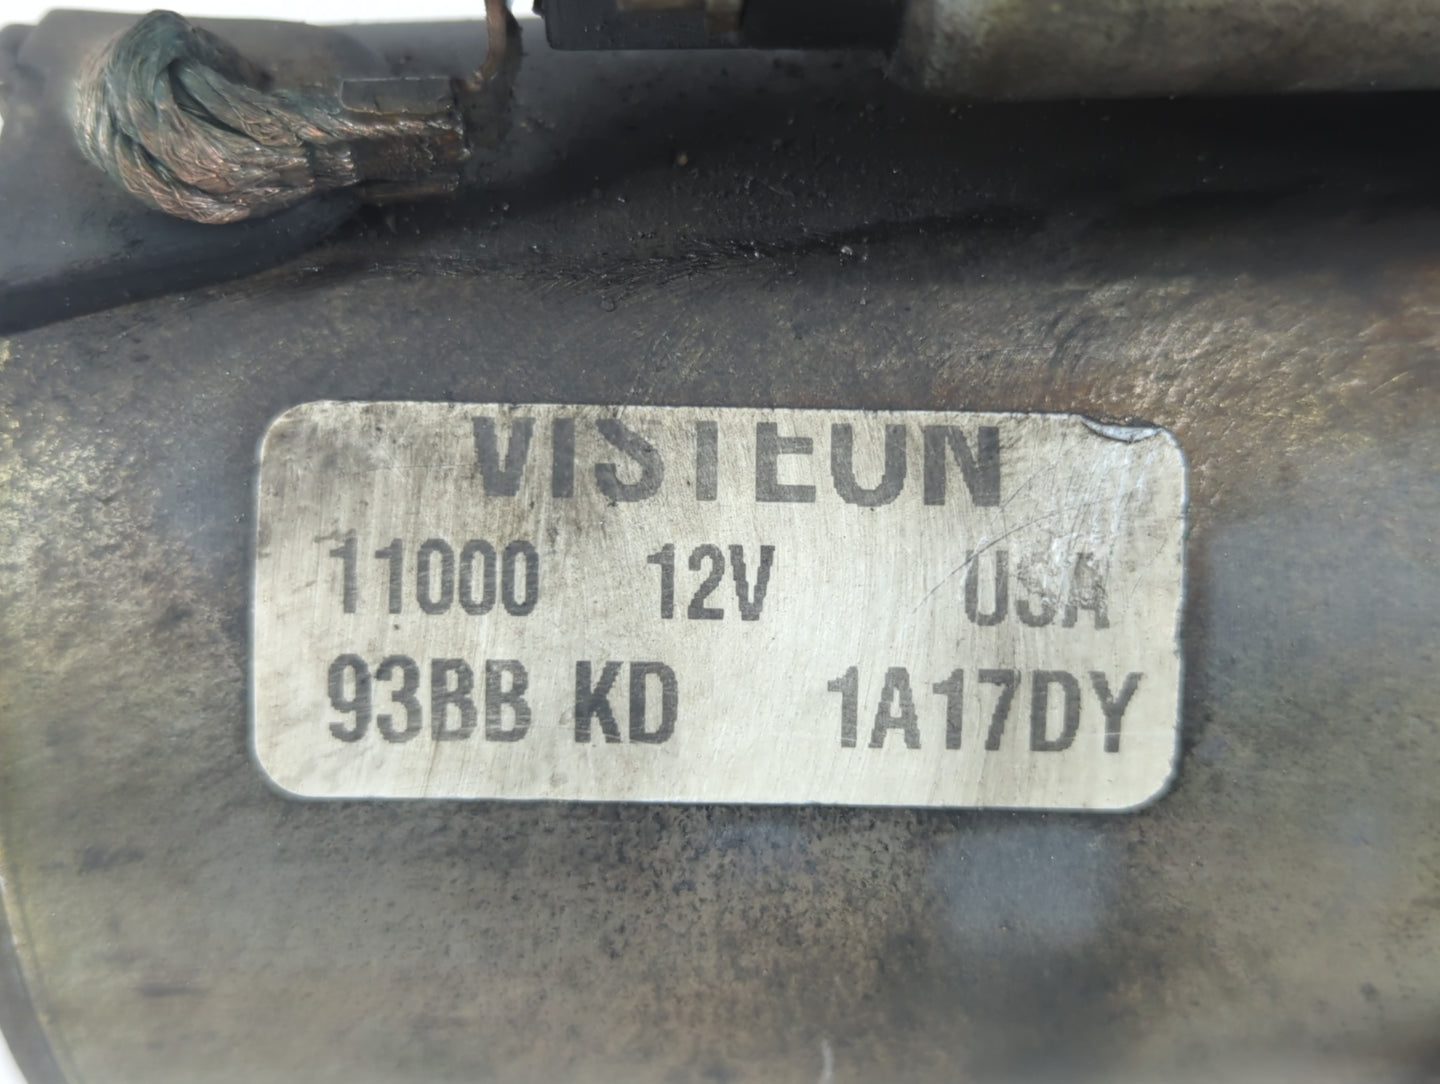 VISTEON
11000 12V USA
93BB KD 1A17DY